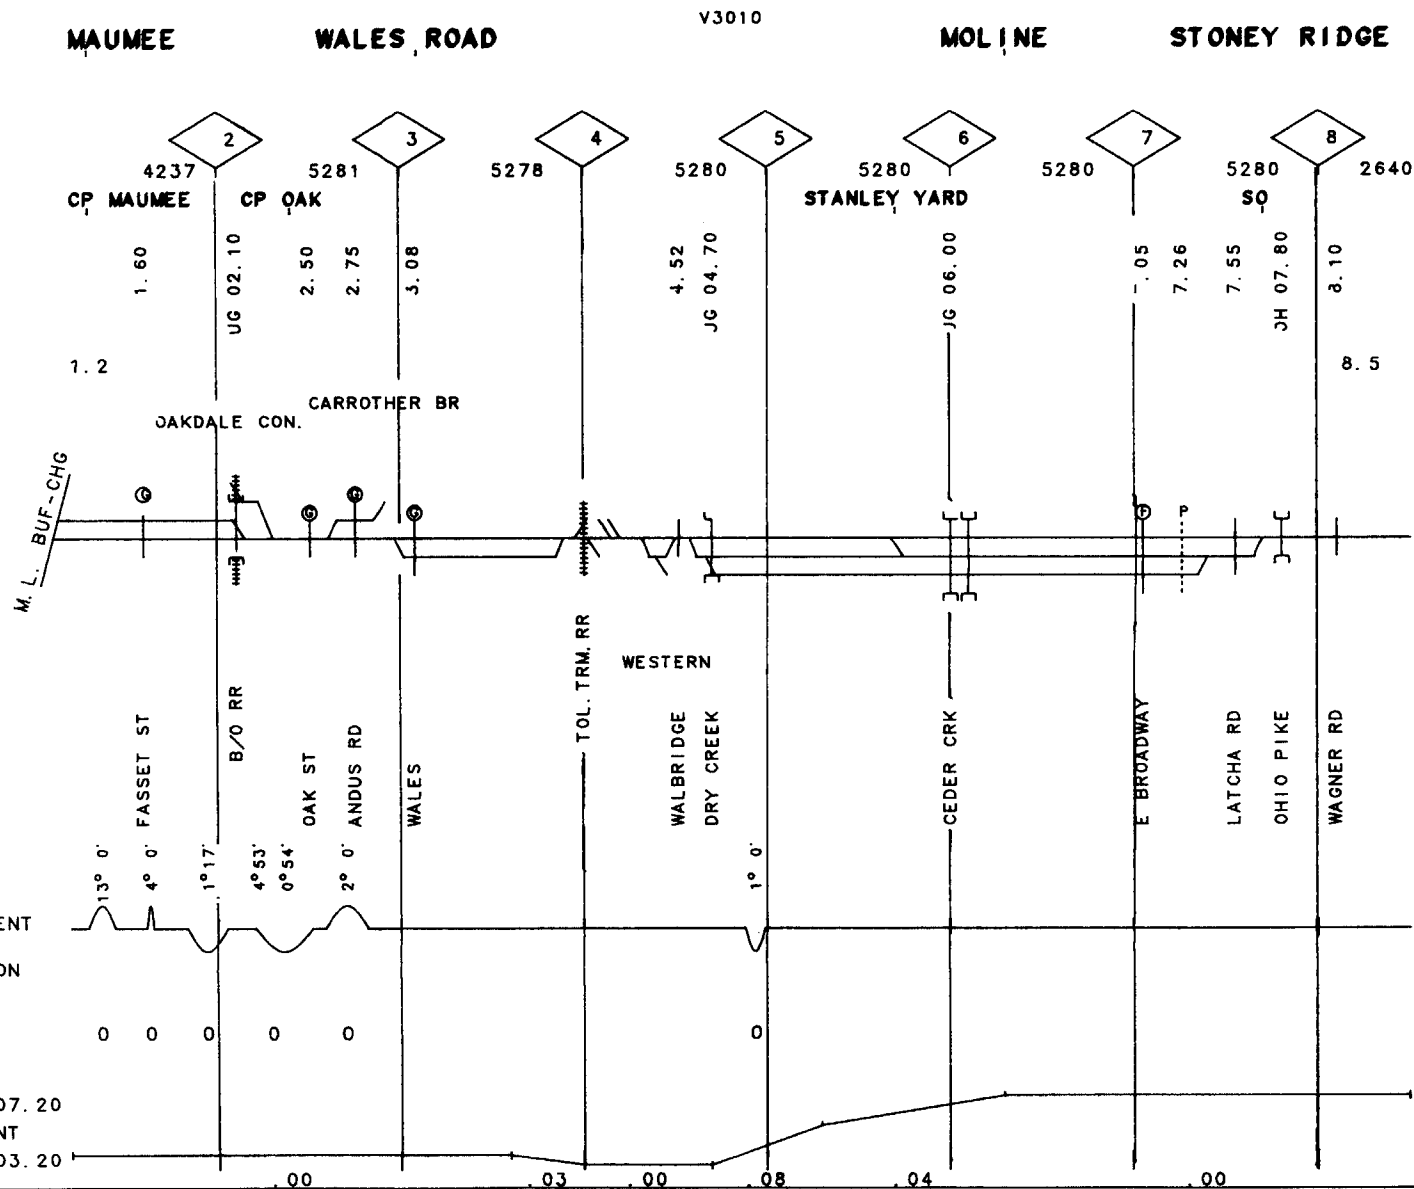 V3010
MAUMEE WALES ROAD MOLINE STONEY RIDGE
2 3 4 5 6 7 8
4237 5281 5278 5280 5280 5280 5280 2640
CP MAUMEE CP OAK STANLEY YARD SO
1.60
UG 02.10
2.50
2.75
3.08
4.52
JG 04.70
JG 06.00
.05
7.26
7.55
OH 07.80
8.10
1.2 8.5
CARROTHER BR
OAKDALE CON.
M. L. BUF-CHG
G G G G F P
WESTERN
FASSET ST
B/O RR
OAK ST
ANDUS RD
WALES
TOL. TRM. RR
WALBRIDGE
DRY CREEK
CEDER CRK
E BROADWAY
LATCHA RD
OHIO PIKE
WAGNER RD
13° 0'
4° 0'
1°17'
4°53'
0°54'
2° 0'
1° 0'
ENT
ON
0 0 0 0 0 0
07.20
NT
03.20
.00 .03 .00 .08 .04 .00